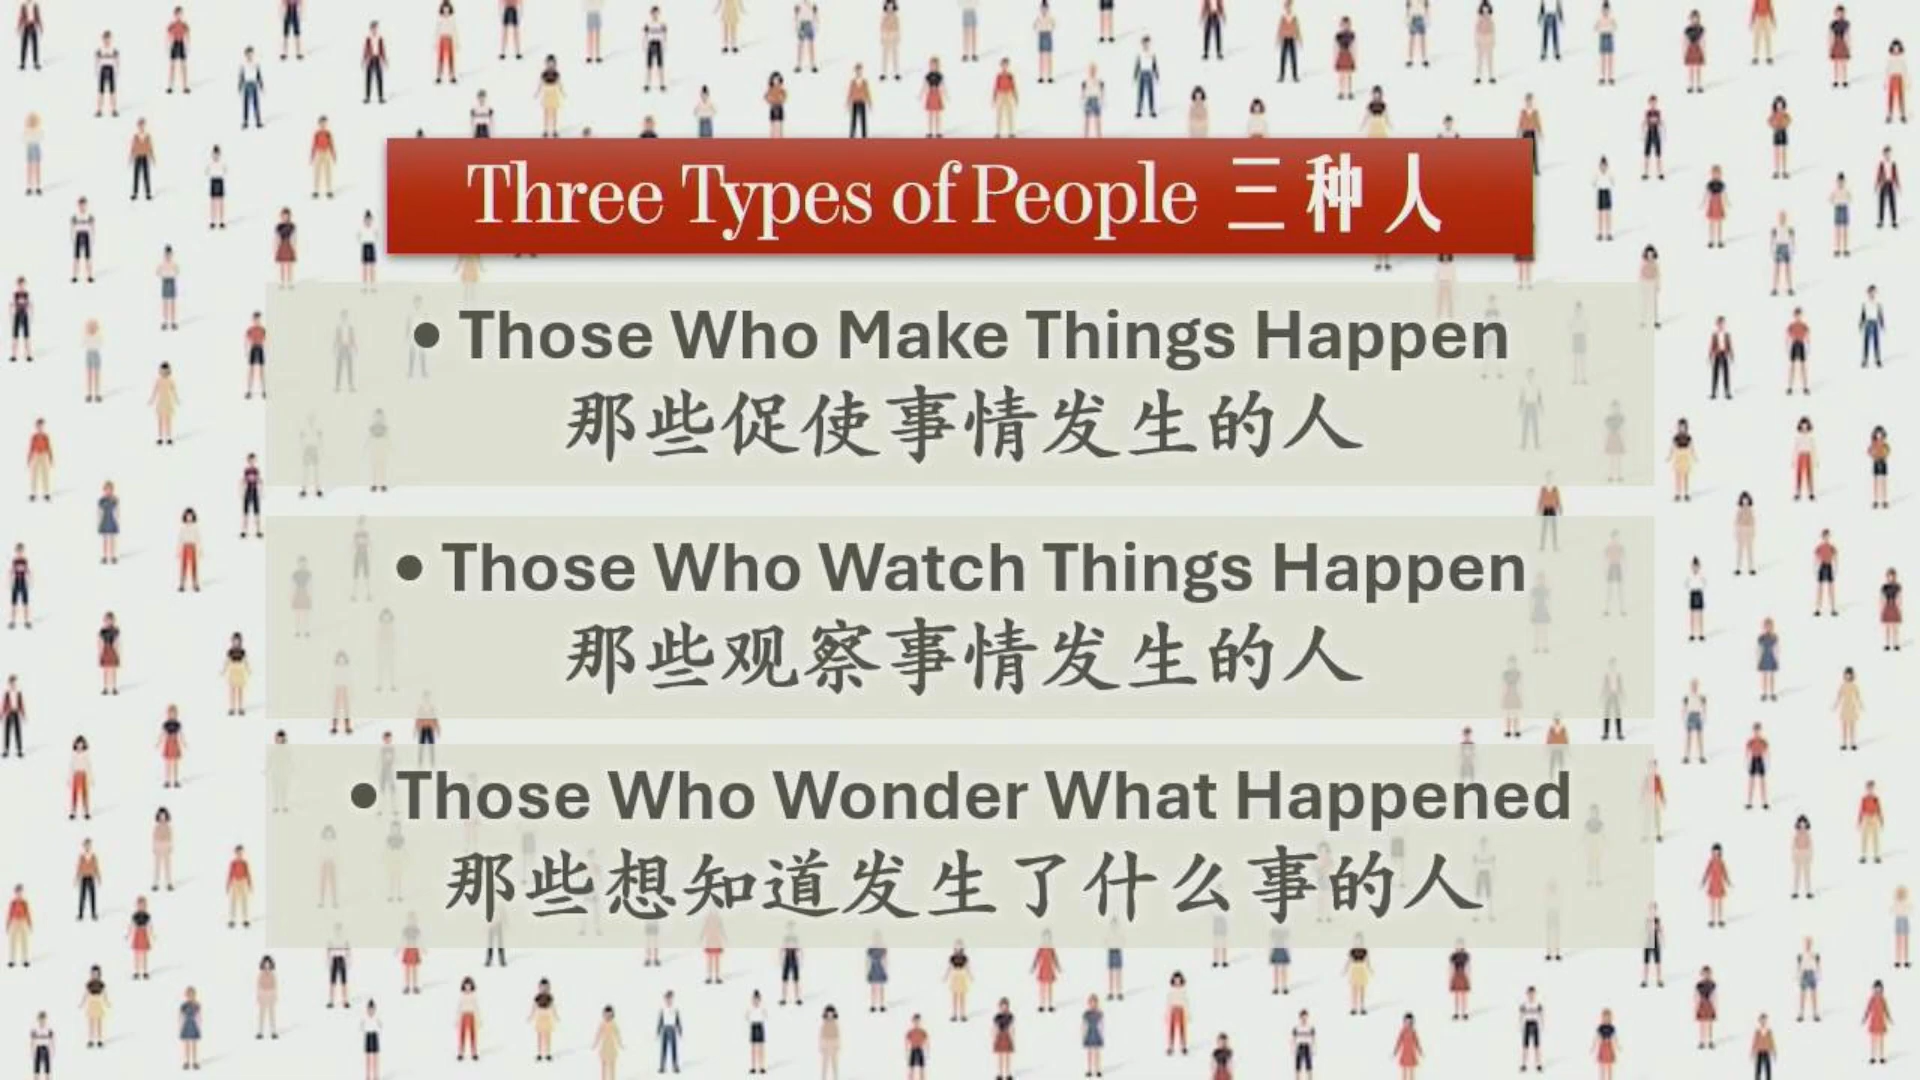 Three Types of People 三种人
• Those Who Make Things Happen
那些促使事情发生的人
• Those Who Watch Things Happen
那些观察事情发生的人
• Those Who Wonder What Happened
那些想知道发生了什么事的人